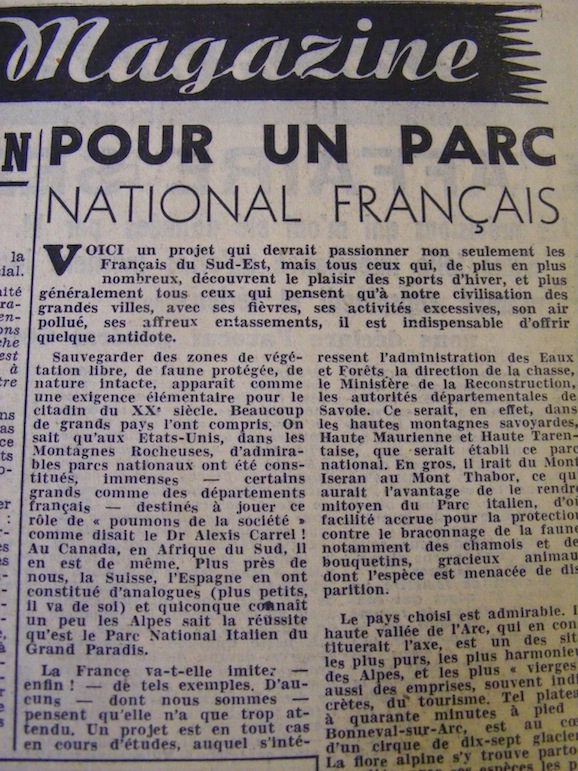 Magazine
N
POUR UN PARC
NATIONAL FRANÇAIS
VOICI un projet qui devrait passionner non seulement les
Français du Sud-Est, mais tous ceux qui, de plus en plus
nombreux, découvrent le plaisir des sports d'hiver, et plus
généralement tous ceux qui pensent qu'à notre civilisation des
grandes villes, avec ses fièvres, ses activités excessives, son air
pollué, ses affreux entassements, il est indispensable d'offrir
quelque antidote.
Sauvegarder des zones de végé-
tation libre, de faune protégée, de
nature intacte, apparaît comme
une exigence élémentaire pour le
citadin du XXe siècle. Beaucoup
de grands pays l'ont compris. On
sait qu'aux Etats-Unis, dans les
Montagnes Rocheuses, d'admira-
bles parcs nationaux ont été cons-
titués, immenses — certains
grands comme des départements
français — destinés à jouer ce
rôle de « poumons de la société »
comme disait le Dr Alexis Carrel !
Au Canada, en Afrique du Sud, il
en est de même. Plus près de
nous, la Suisse, l'Espagne en ont
constitué d'analogues (plus petits,
il va de soi) et quiconque connaît
un peu les Alpes sait la réussite
qu'est le Parc National Italien du
Grand Paradis.
La France va-t-elle imiter —
enfin ! — de tels exemples. D'au-
cuns — dont nous sommes —
pensent qu'elle n'a que trop at-
tendu. Un projet est en tout cas
en cours d'études, auquel s'inté-
ressent l'administration des Eaux
et Forêts, la direction de la chasse,
le Ministère de la Reconstruction,
les autorités départementales de
Savoie. Ce serait, en effet, dans
les hautes montagnes savoyardes,
Haute Maurienne et Haute Taren-
taise, que serait établi ce parc
national. En gros, il irait du Mont
Iseran au Mont Thabor, ce qu
aurait l'avantage de le rendre
mitoyen du Parc italien, d'où
facilité accrue pour la protection
contre le braconnage de la faune
notamment des chamois et de
bouquetins, gracieux animau
dont l'espèce est menacée de dis
parition.
Le pays choisi est admirable.
haute vallée de l'Arc, qui en con
tituerait l'axe, est un des sit
les plus purs, les plus harmonieu
des Alpes, et les plus « vierges
aussi des emprises, souvent indi
crètes, du tourisme. Tel platea
à quarante minutes à pied
Bonneval-sur-Arc, est au cœ
d'un cirque de dix-sept glacier
La flore alpine s'y trouve parto